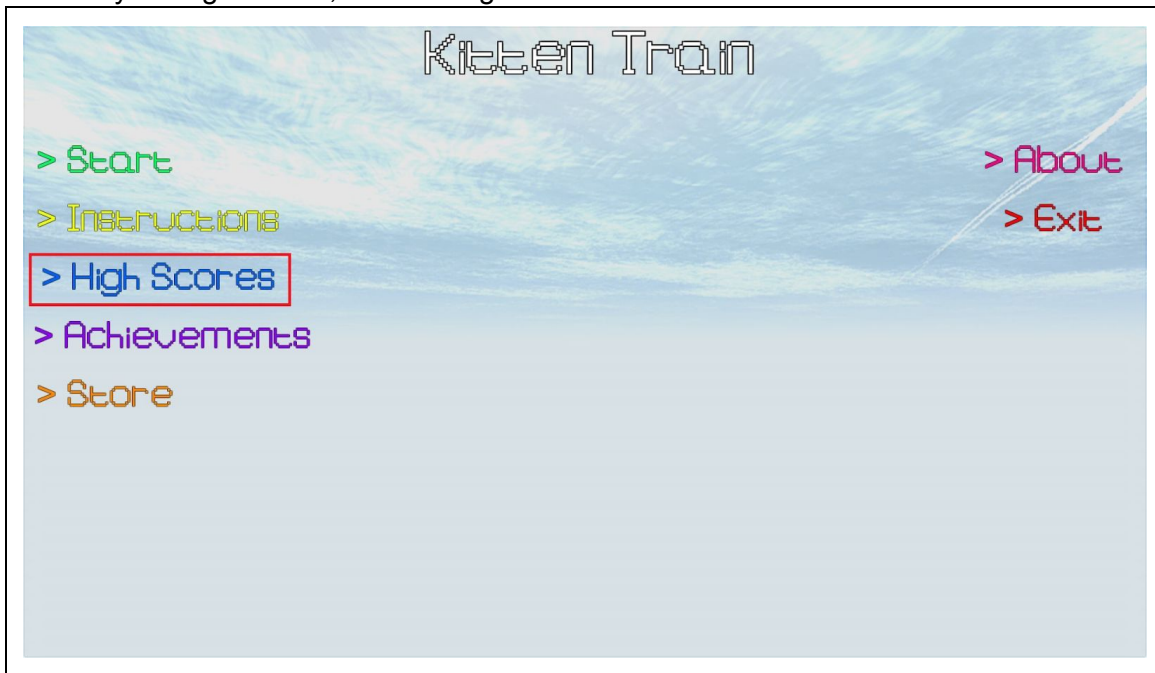 Kitten Train
> Start
> About
> Instructions
> Exit
> High Scores
> Achievements
> Store